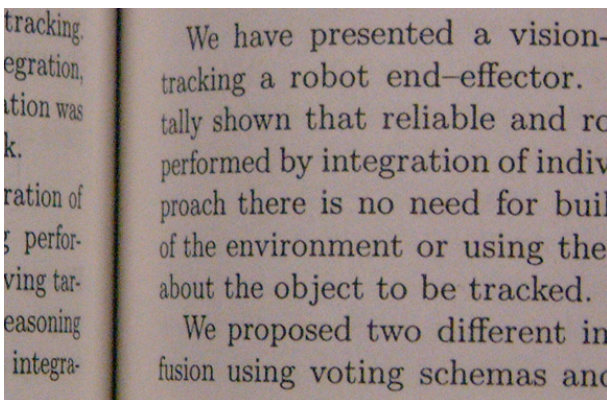 tracking.
egration,
ation was
k.
ration of
perfor-
ving tar-
easoning
integra-
We have presented a vision-
tracking a robot end–effector.
tally shown that reliable and ro
performed by integration of indiv
proach there is no need for buil
of the environment or using the
about the object to be tracked.
We proposed two different in
fusion using voting schemas and